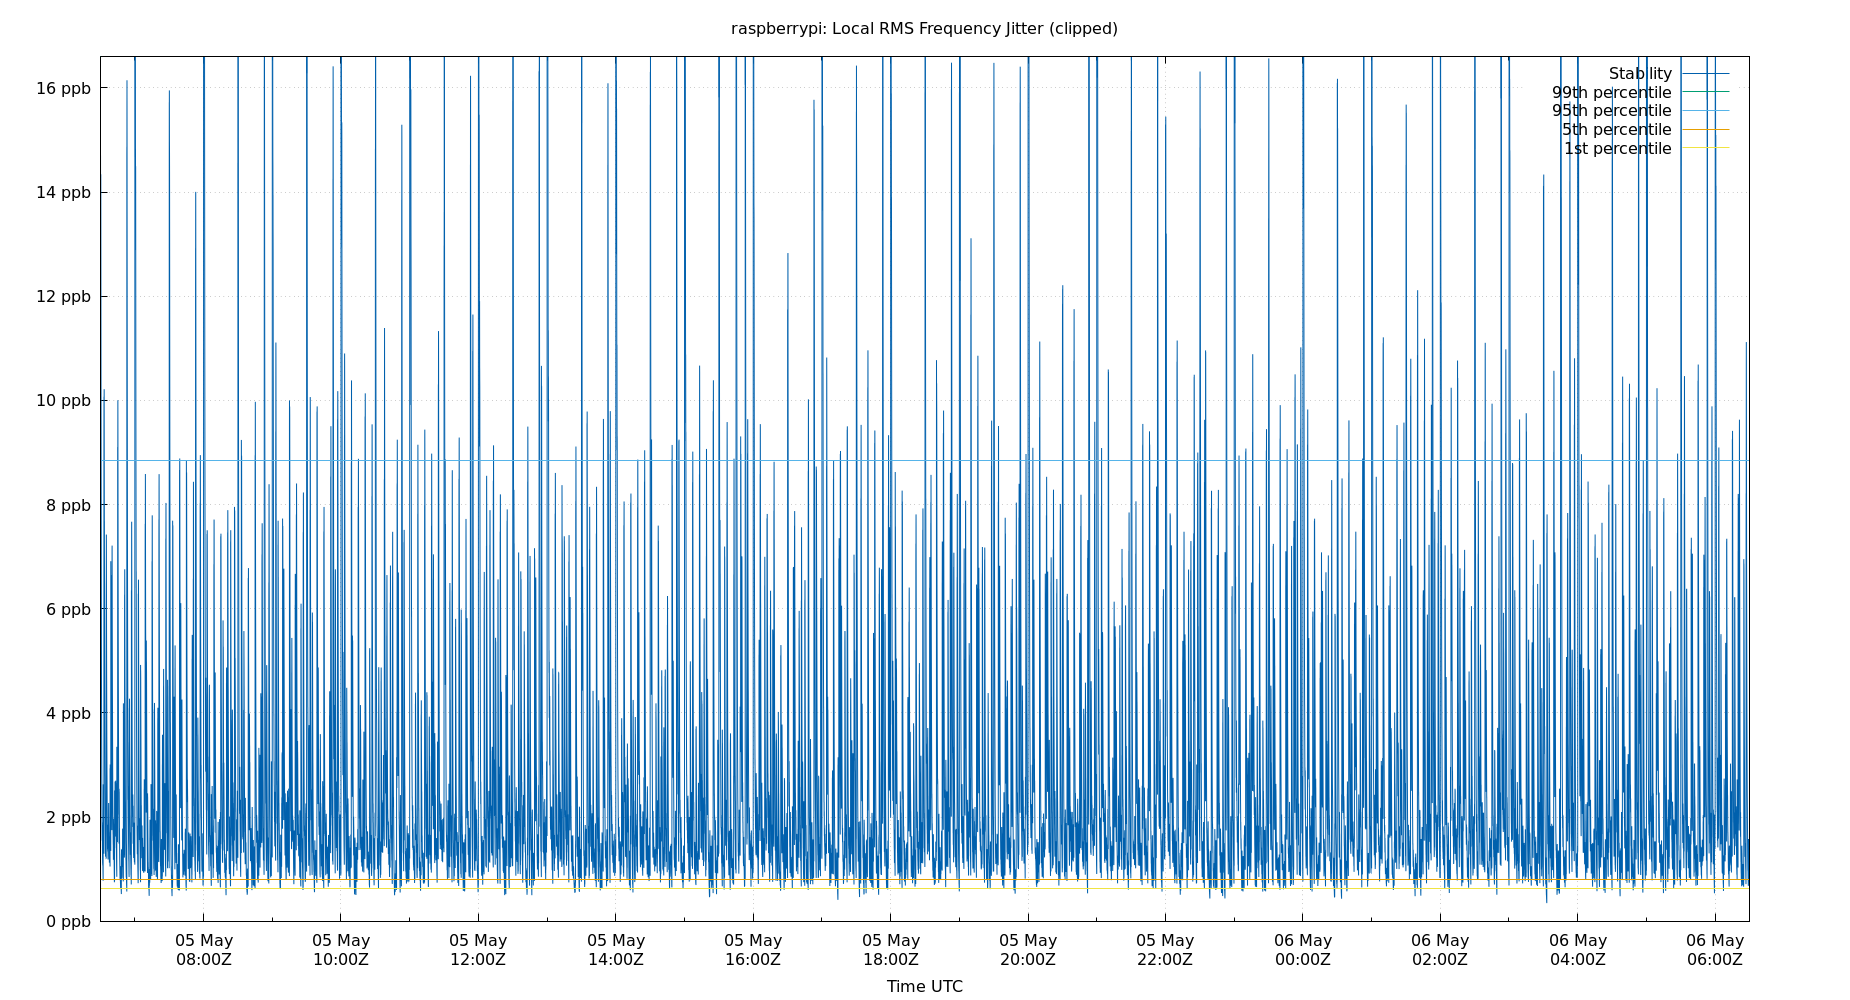 raspberrypi: Local RMS Frequency Jitter (clipped)
Stability
99th percentile
95th percentile
5th percentile
1st percentile
16 ppb
14 ppb
12 ppb
10 ppb
8 ppb
6 ppb
4 ppb
2 ppb
0 ppb
05 May 05 May 05 May 05 May 05 May 05 May 05 May 05 May 06 May 06 May 06 May 06 May
08:00Z 10:00Z 12:00Z 14:00Z 16:00Z 18:00Z 20:00Z 22:00Z 00:00Z 02:00Z 04:00Z 06:00Z
Time UTC